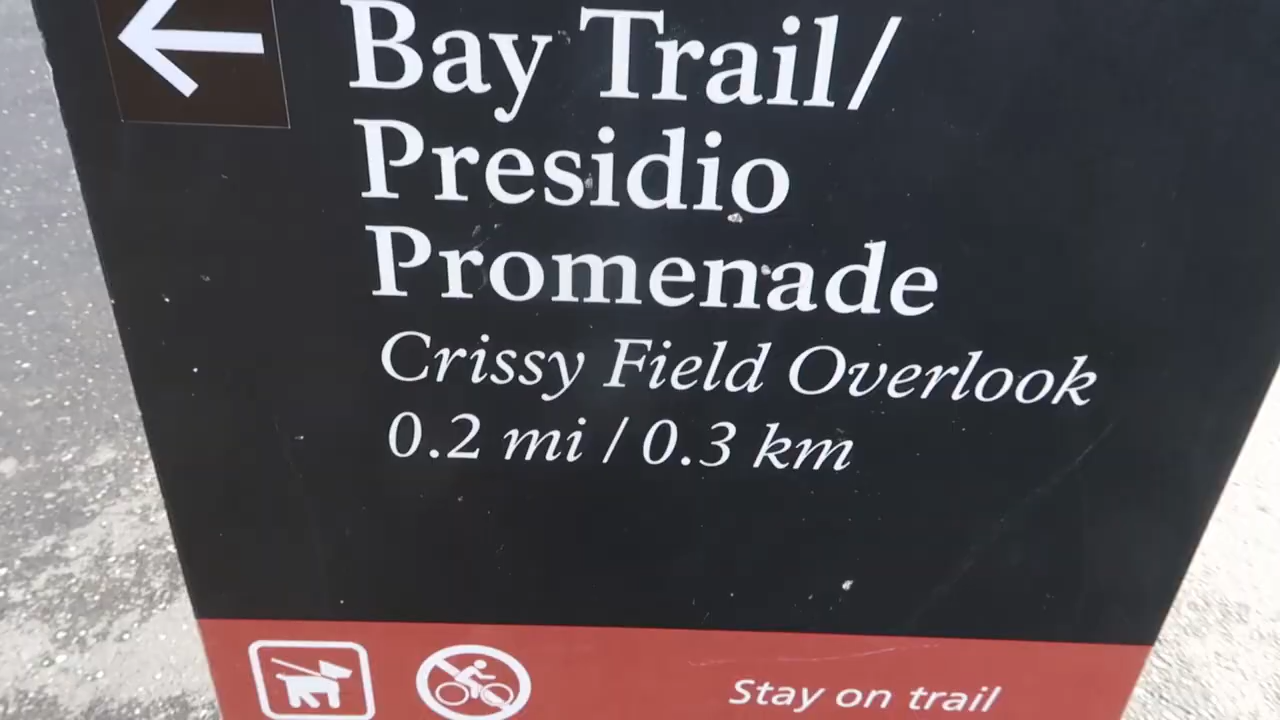 Bay Trail/
Presidio
Promenade
Crissy Field Overlook
0.2 mi / 0.3 km
Stay on trail